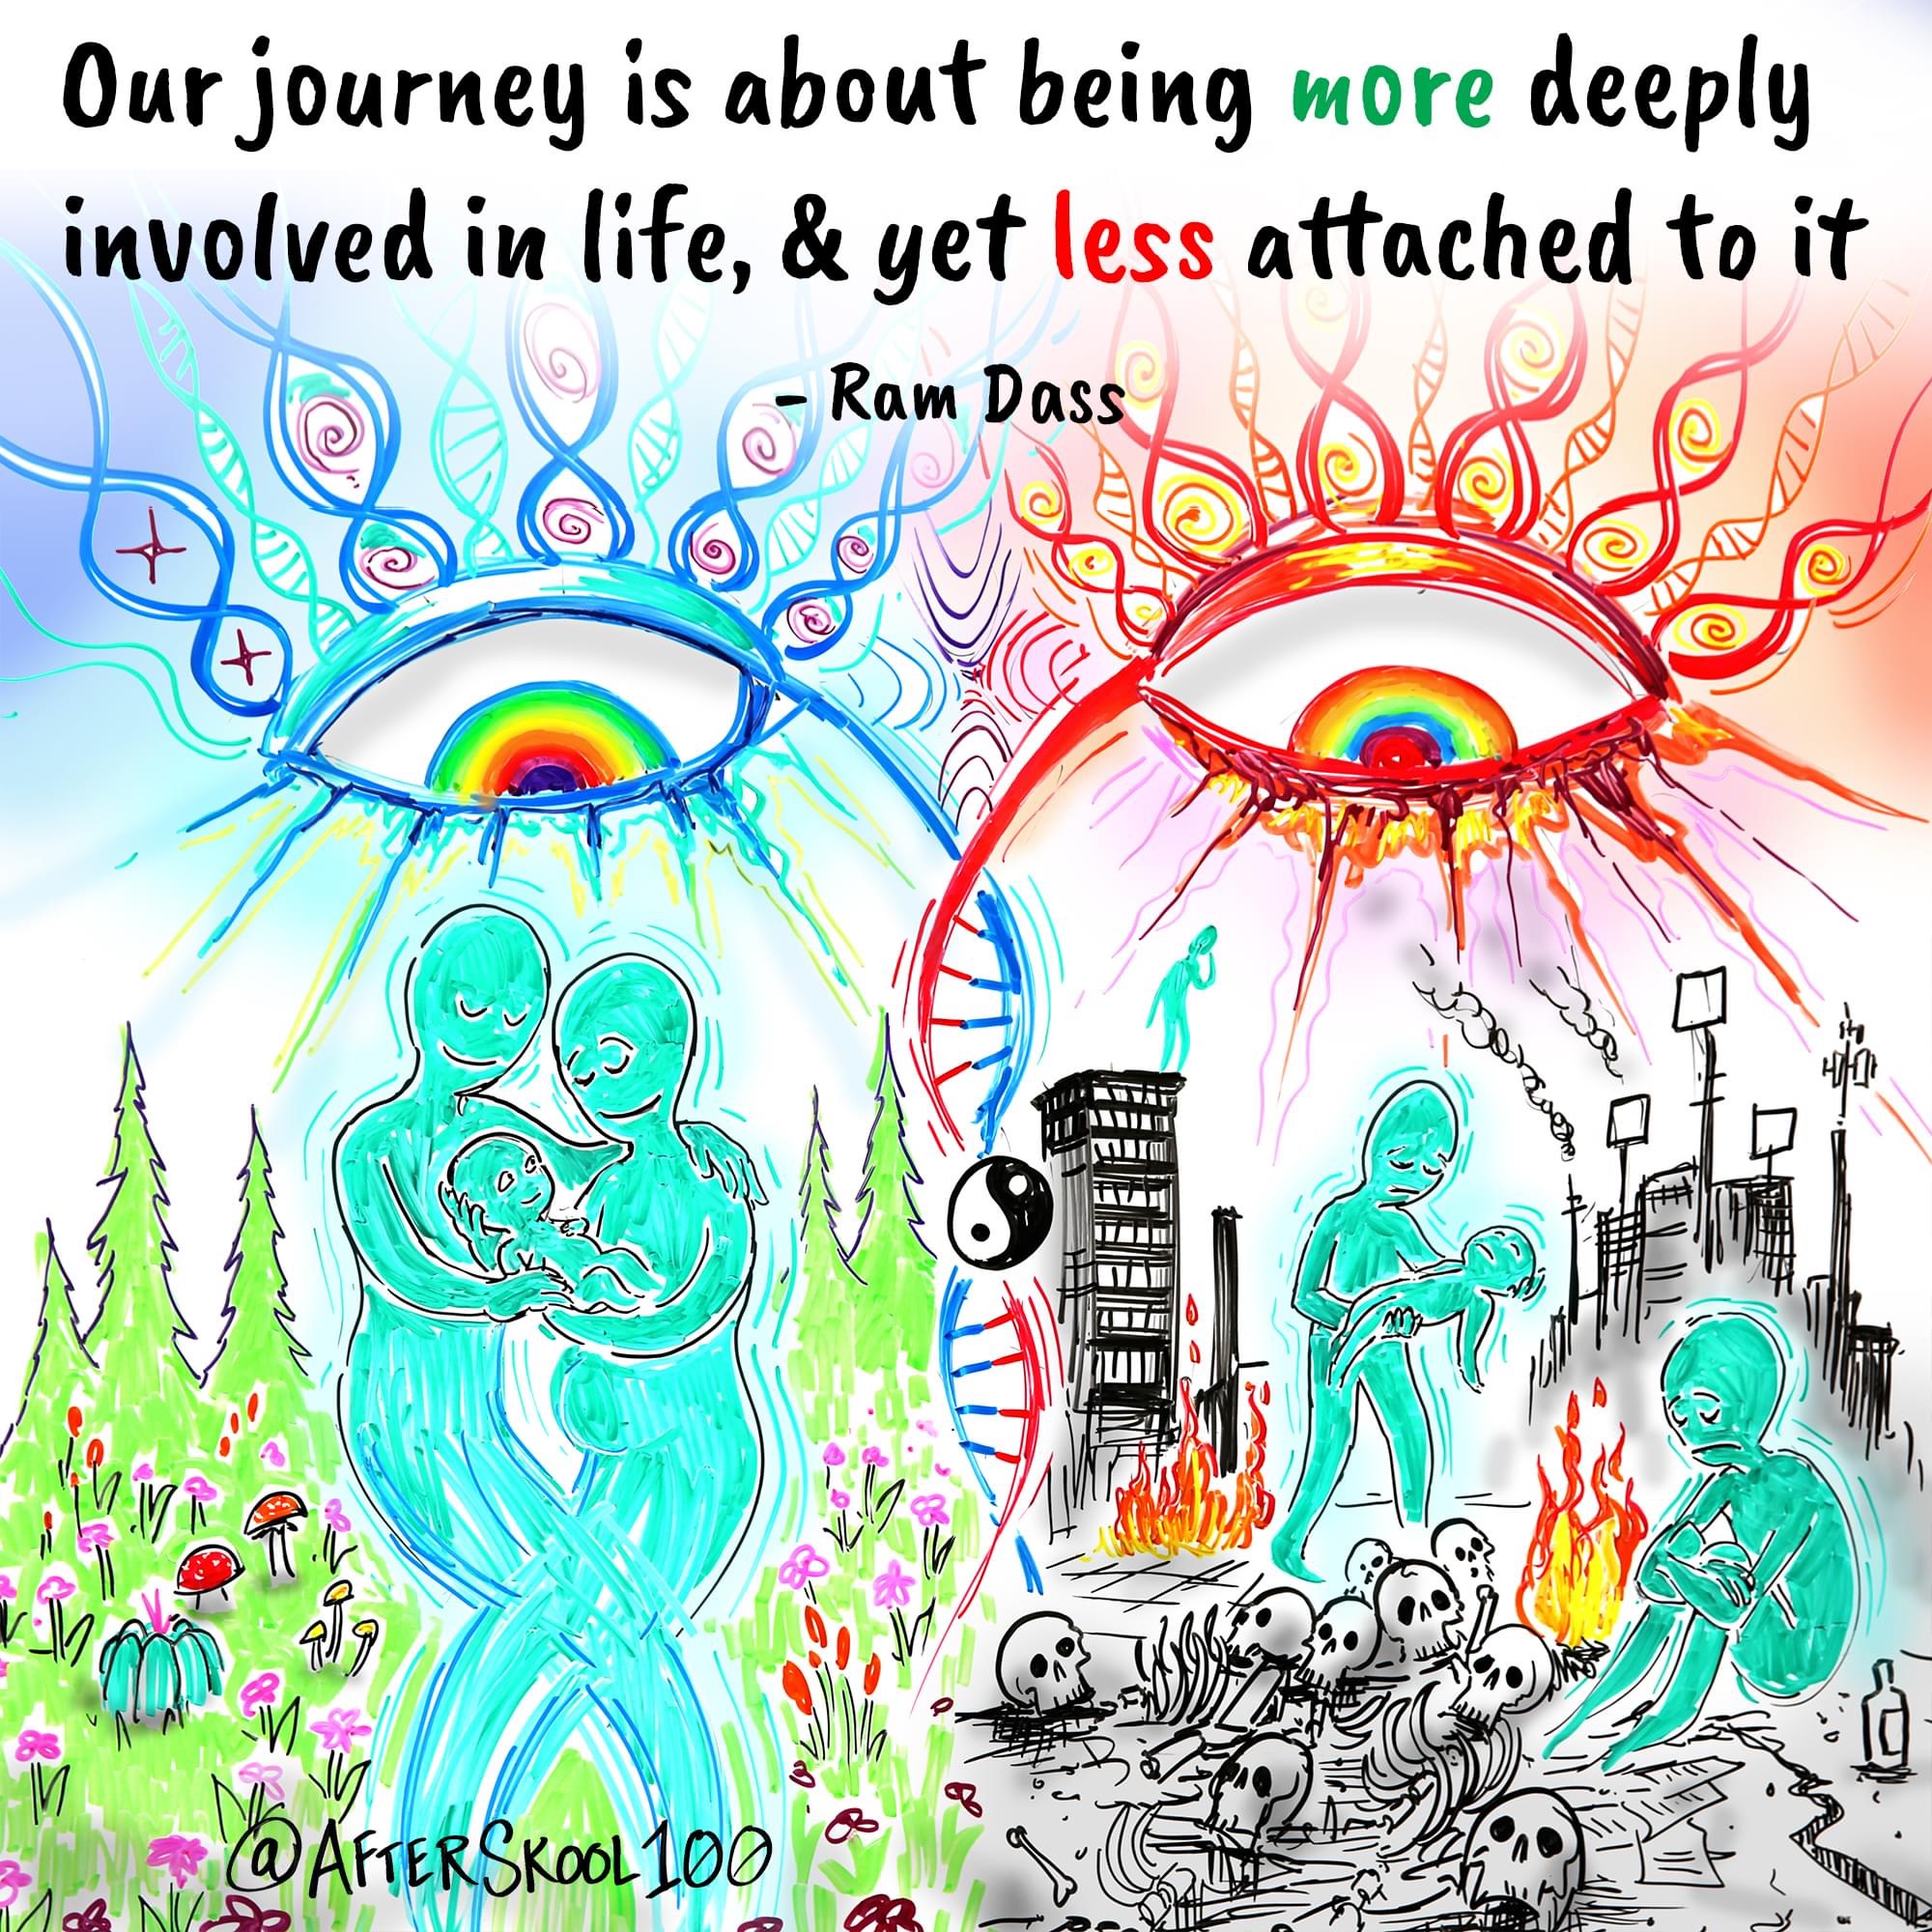 Our journey is about being more deeply
involved in life, & yet less attached to it
- Ram Dass
@AFTERSKOOL100